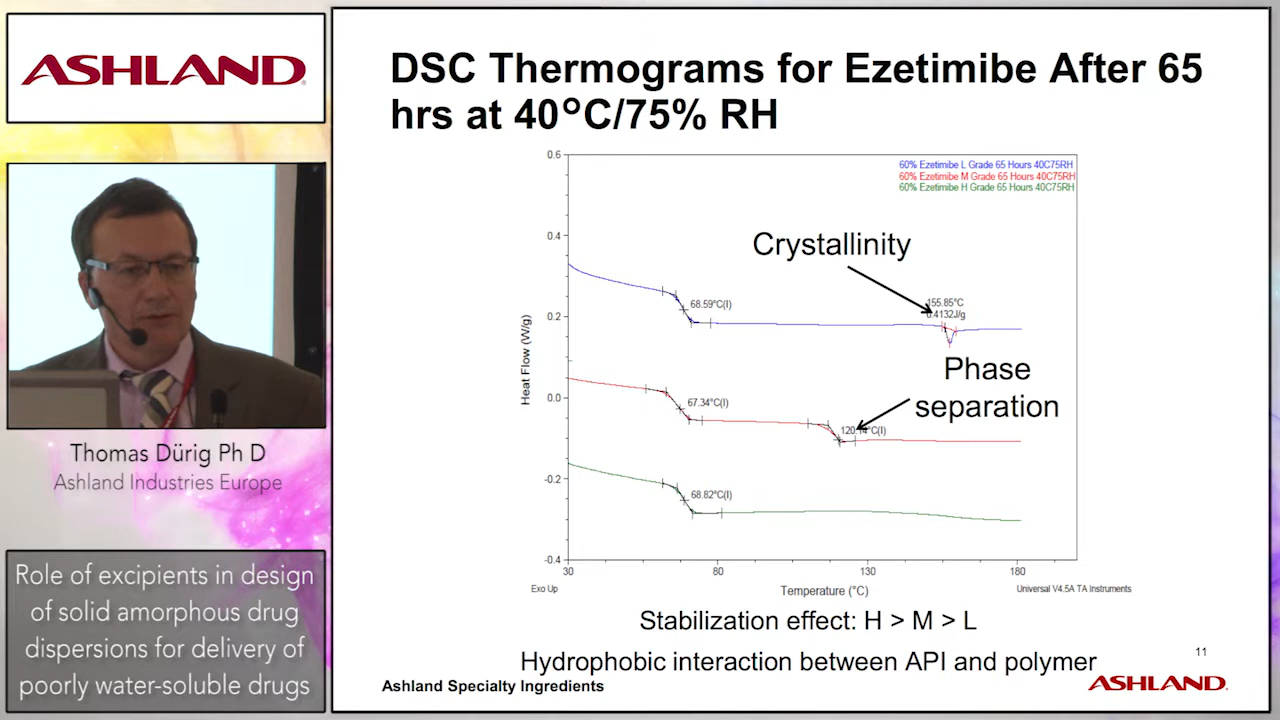 ASHLAND
Thomas Dürig Ph D
Ashland Industries Europe
Role of excipients in design
of solid amorphous drug
dispersions for delivery of
poorly water-soluble drugs
DSC Thermograms for Ezetimibe After 65
hrs at 40°C/75% RH
60% Ezetimibe L Grade 65 Hours 40C75RH
60% Ezetimibe M Grade 65 Hours 40C75RH
60% Ezetimibe H Grade 65 Hours 40C75RH
Crystallinity
155.85°C
0.4132J/g
68.59°C(I)
Phase
separation
67.34°C(I)
120.14°C(I)
68.82°C(I)
Heat Flow (W/g)
0.6
0.4
0.2
0.0
-0.2
-0.4
30
80
130
180
Exo Up
Temperature (°C)
Universal V4.5A TA Instruments
Stabilization effect: H > M > L
Hydrophobic interaction between API and polymer
11
Ashland Specialty Ingredients
ASHLAND